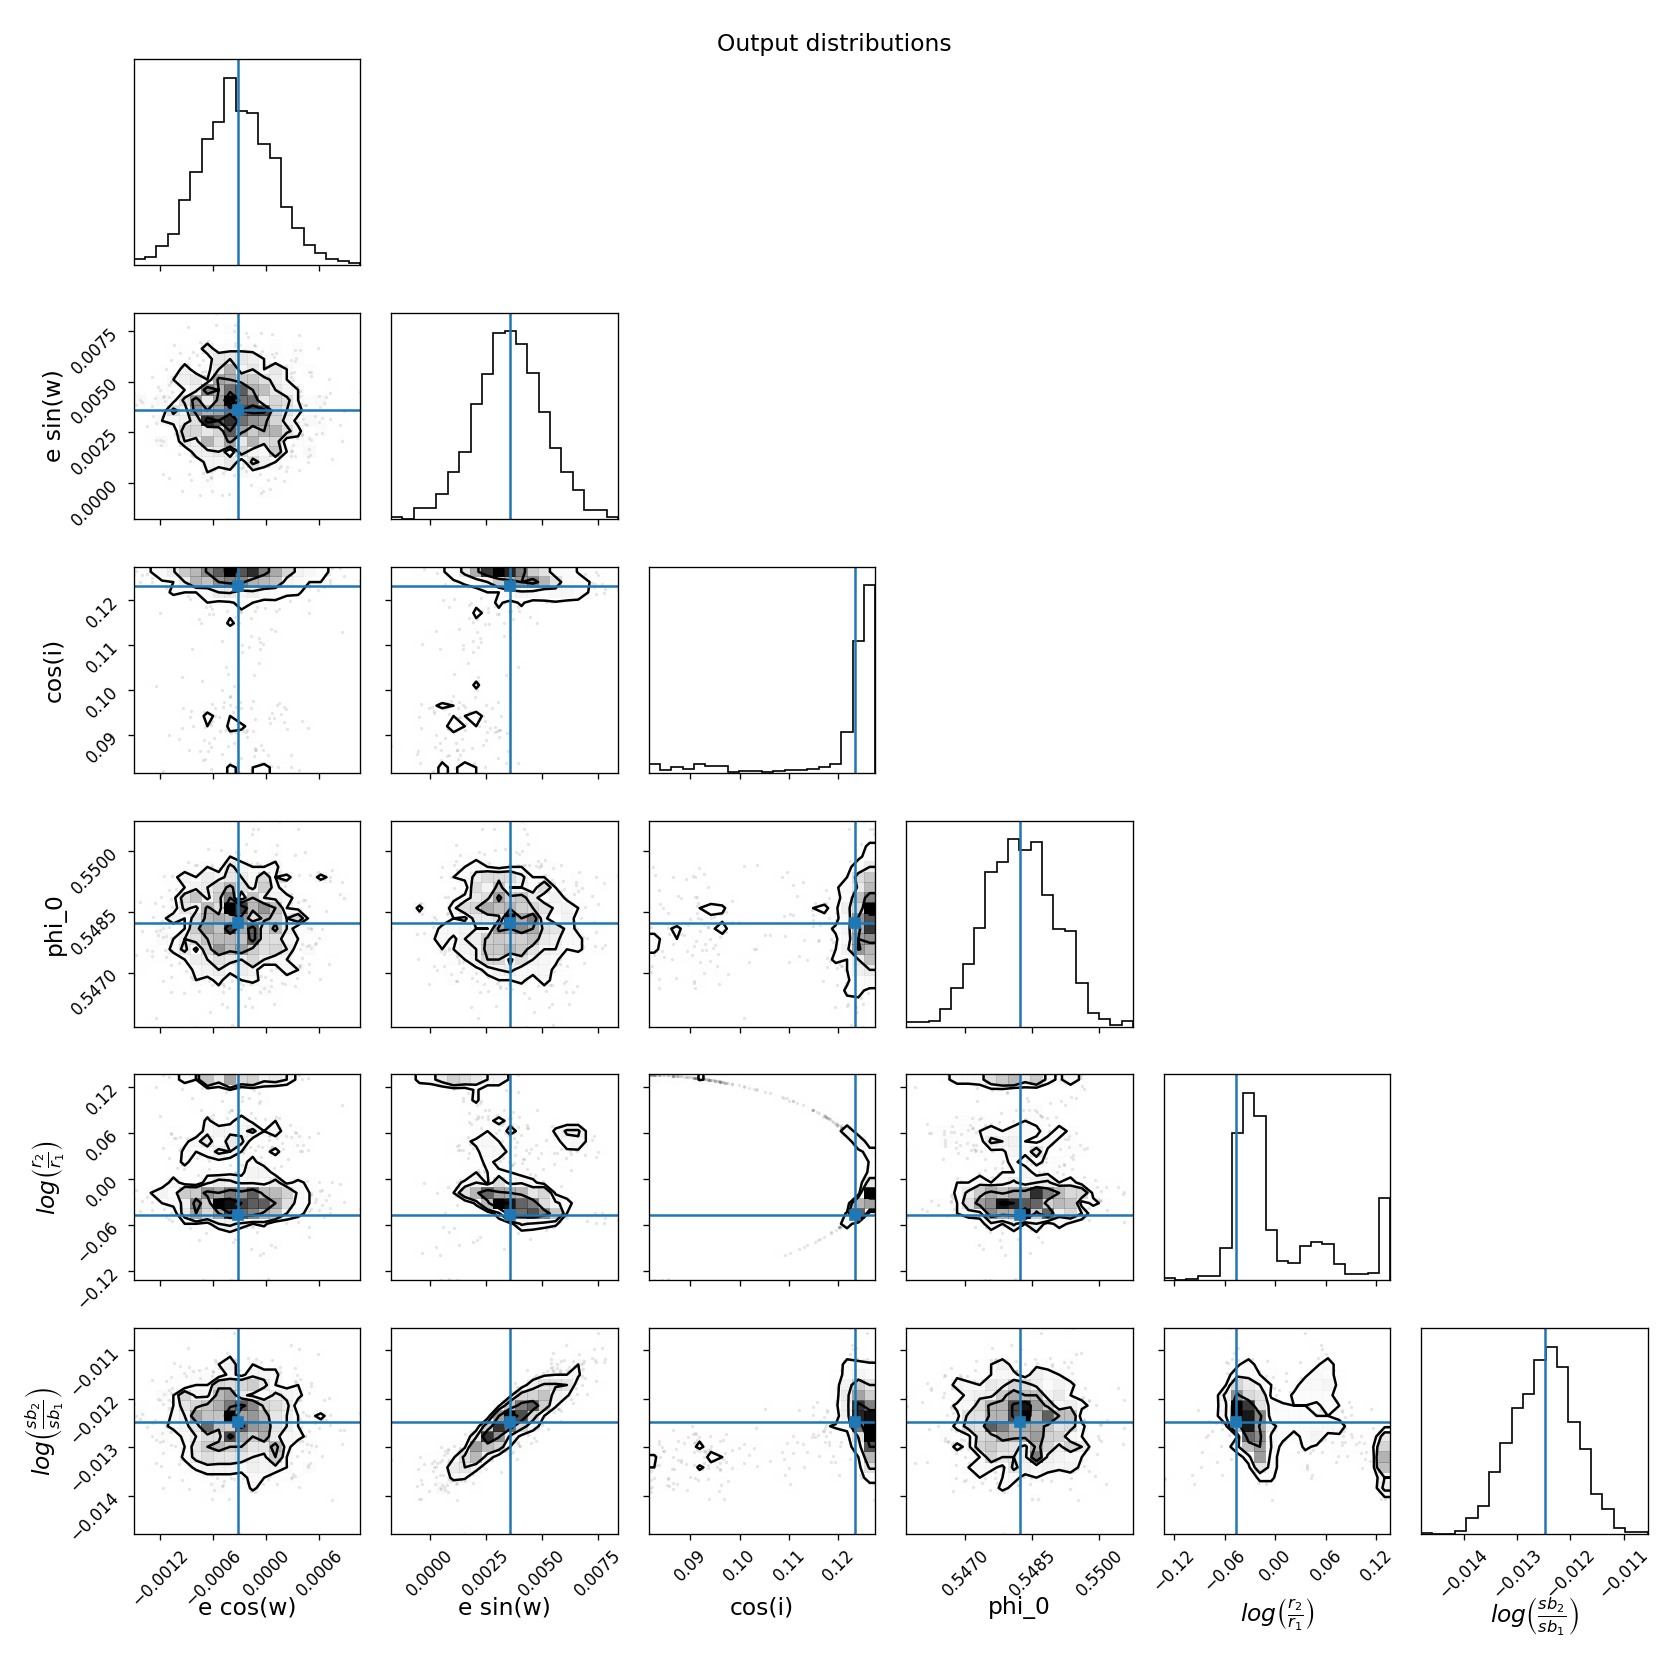 Output distributions
e sin(w)
0.0075
0.0050
0.0025
0.0000
cos(i)
0.12
0.11
0.10
0.09
phi_0
0.5500
0.5485
0.5470
log(r₂/r₁)
0.12
0.06
0.00
−0.06
−0.12
log(sb₂/sb₁)
−0.011
−0.012
−0.013
−0.014
−0.0012 −0.0006 0.0000 0.0006
0.0000 0.0025 0.0050 0.0075
0.09 0.10 0.11 0.12
0.5470 0.5485 0.5500
−0.12 −0.06 0.00 0.06 0.12
−0.014 −0.013 −0.012 −0.011
e cos(w) e sin(w) cos(i) phi_0 log(r₂/r₁) log(sb₂/sb₁)